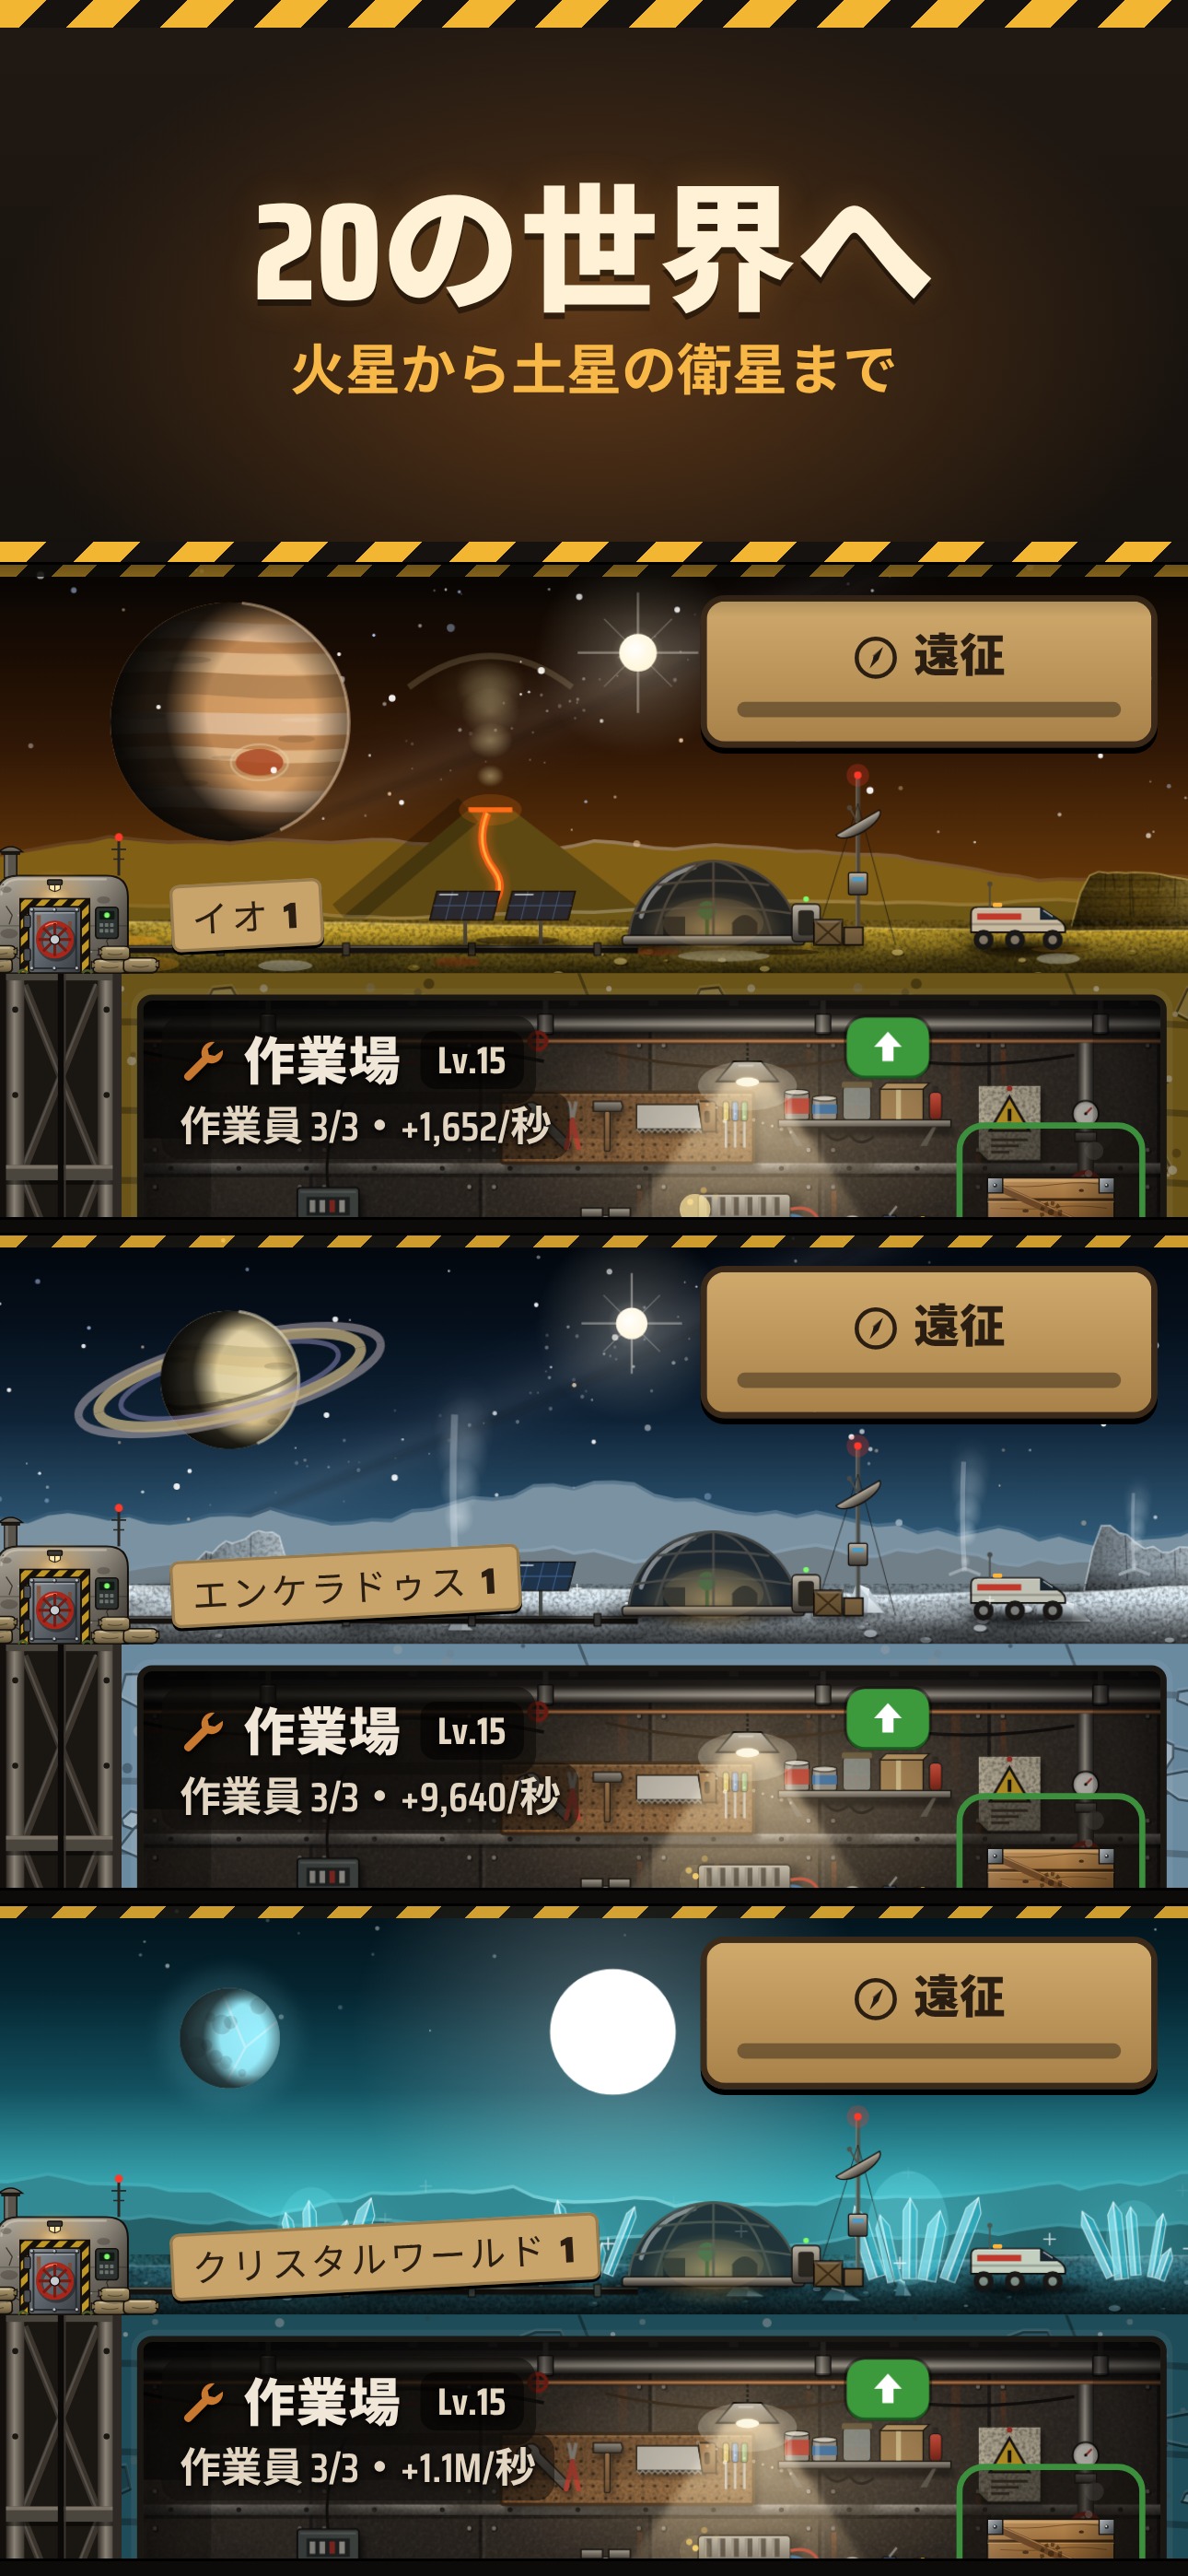 20の世界へ
火星から土星の衛星まで
遠征
イオ 1
作業場 Lv.15
作業員 3/3・+1,652/秒
遠征
エンケラドゥス 1
作業場 Lv.15
作業員 3/3・+9,640/秒
遠征
クリスタルワールド 1
作業場 Lv.15
作業員 3/3・+1.1M/秒